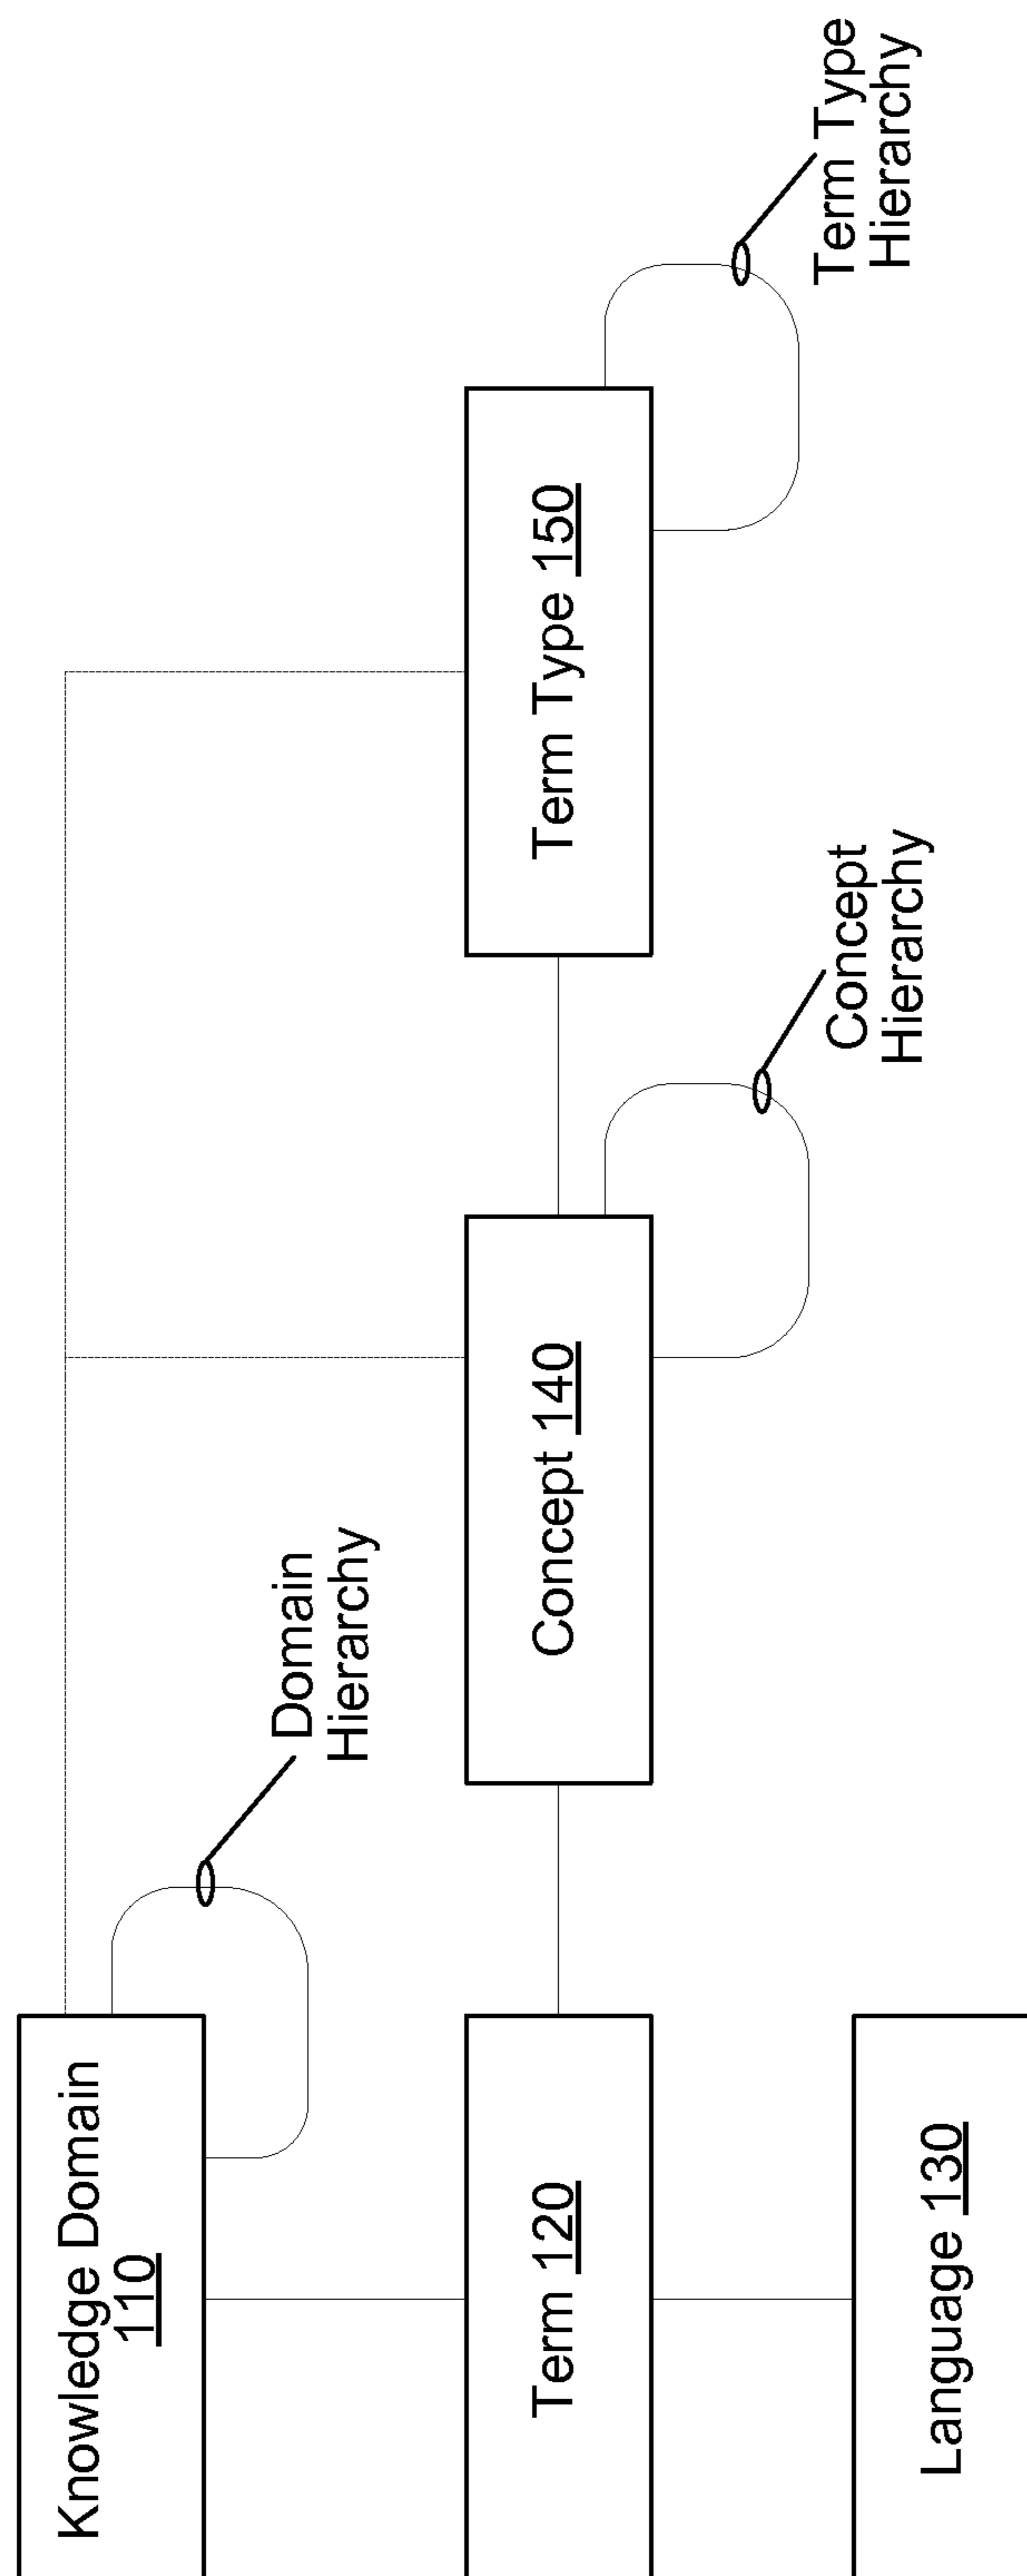 Knowledge Domain
110
Domain
Hierarchy
Term 120
Concept 140
Term Type 150
Concept
Hierarchy
Term Type
Hierarchy
Language 130